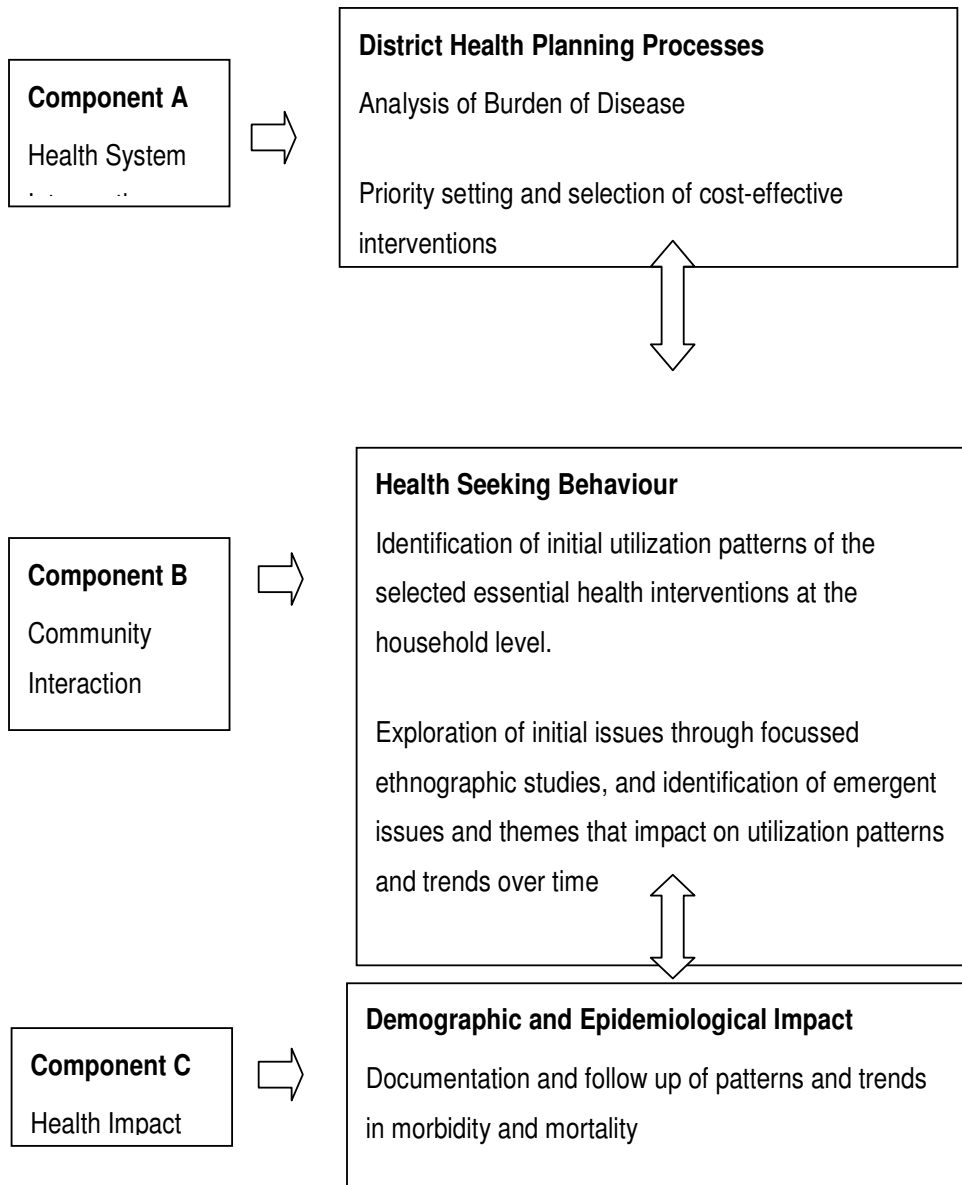 Component A
Health System
District Health Planning Processes
Analysis of Burden of Disease
Priority setting and selection of cost-effective
interventions
Component B
Community
Interaction
Health Seeking Behaviour
Identification of initial utilization patterns of the
selected essential health interventions at the
household level.
Exploration of initial issues through focussed
ethnographic studies, and identification of emergent
issues and themes that impact on utilization patterns
and trends over time
Component C
Health Impact
Demographic and Epidemiological Impact
Documentation and follow up of patterns and trends
in morbidity and mortality